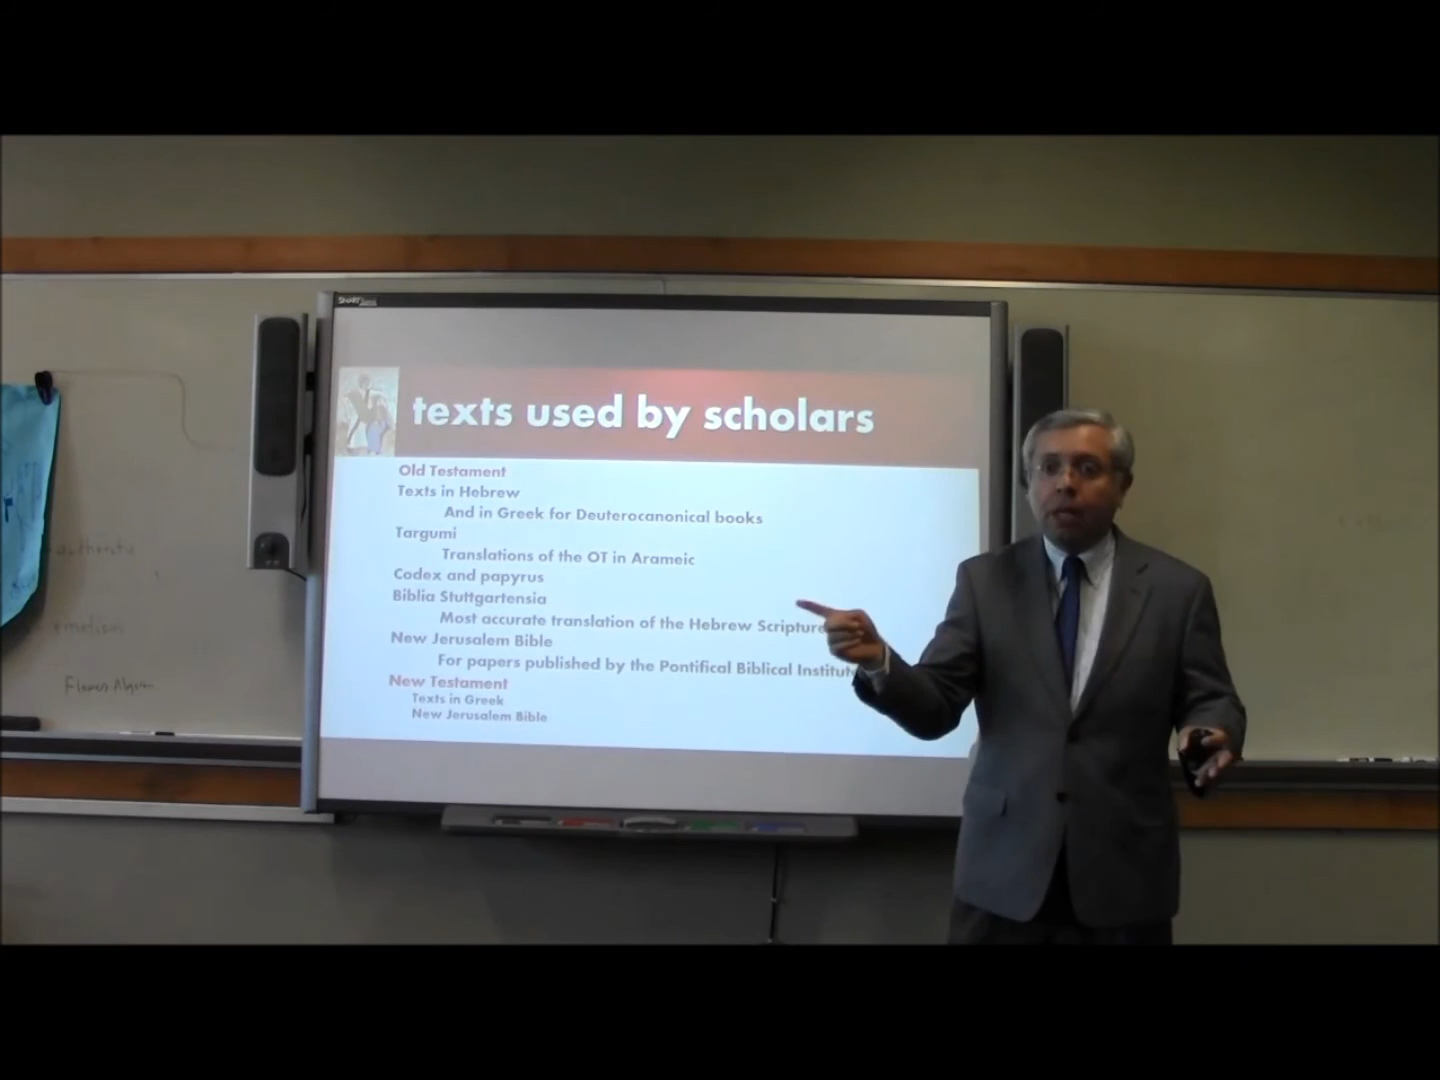 SMART
texts used by scholars
Old Testament
Texts in Hebrew
And in Greek for Deuterocanonical books
Targumi
Translations of the OT in Arameic
Codex and papyrus
Biblia Stuttgartensia
Most accurate translation of the Hebrew Scripture
New Jerusalem Bible
For papers published by the Pontifical Biblical Institute
New Testament
Texts in Greek
New Jerusalem Bible
emotion